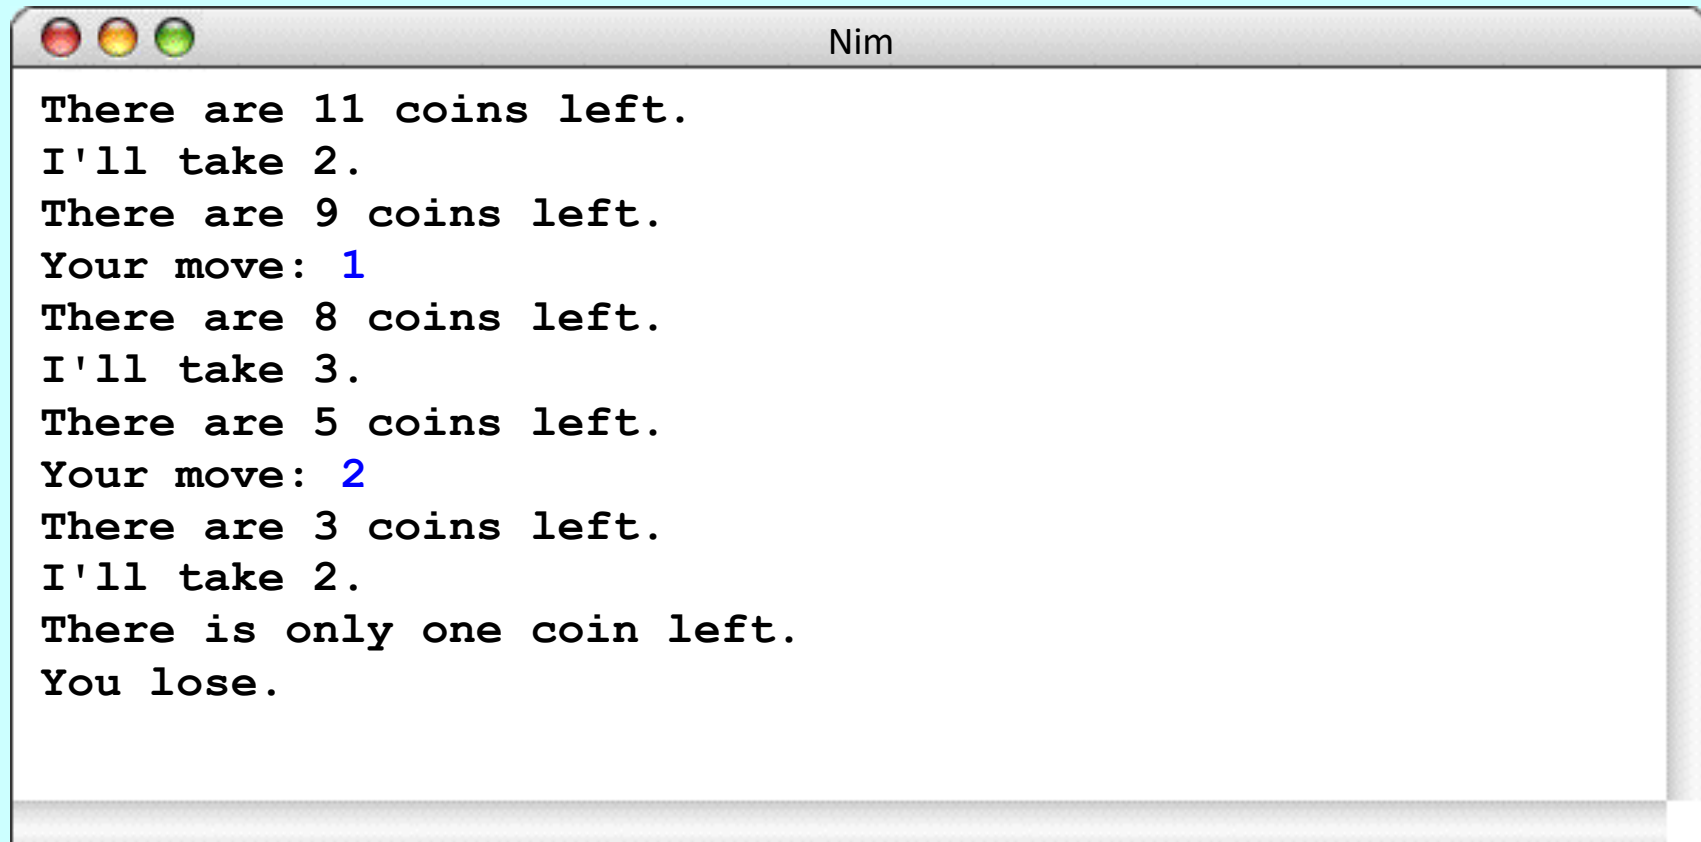 Nim
There are 11 coins left.
I'll take 2.
There are 9 coins left.
Your move: 1
There are 8 coins left.
I'll take 3.
There are 5 coins left.
Your move: 2
There are 3 coins left.
I'll take 2.
There is only one coin left.
You lose.